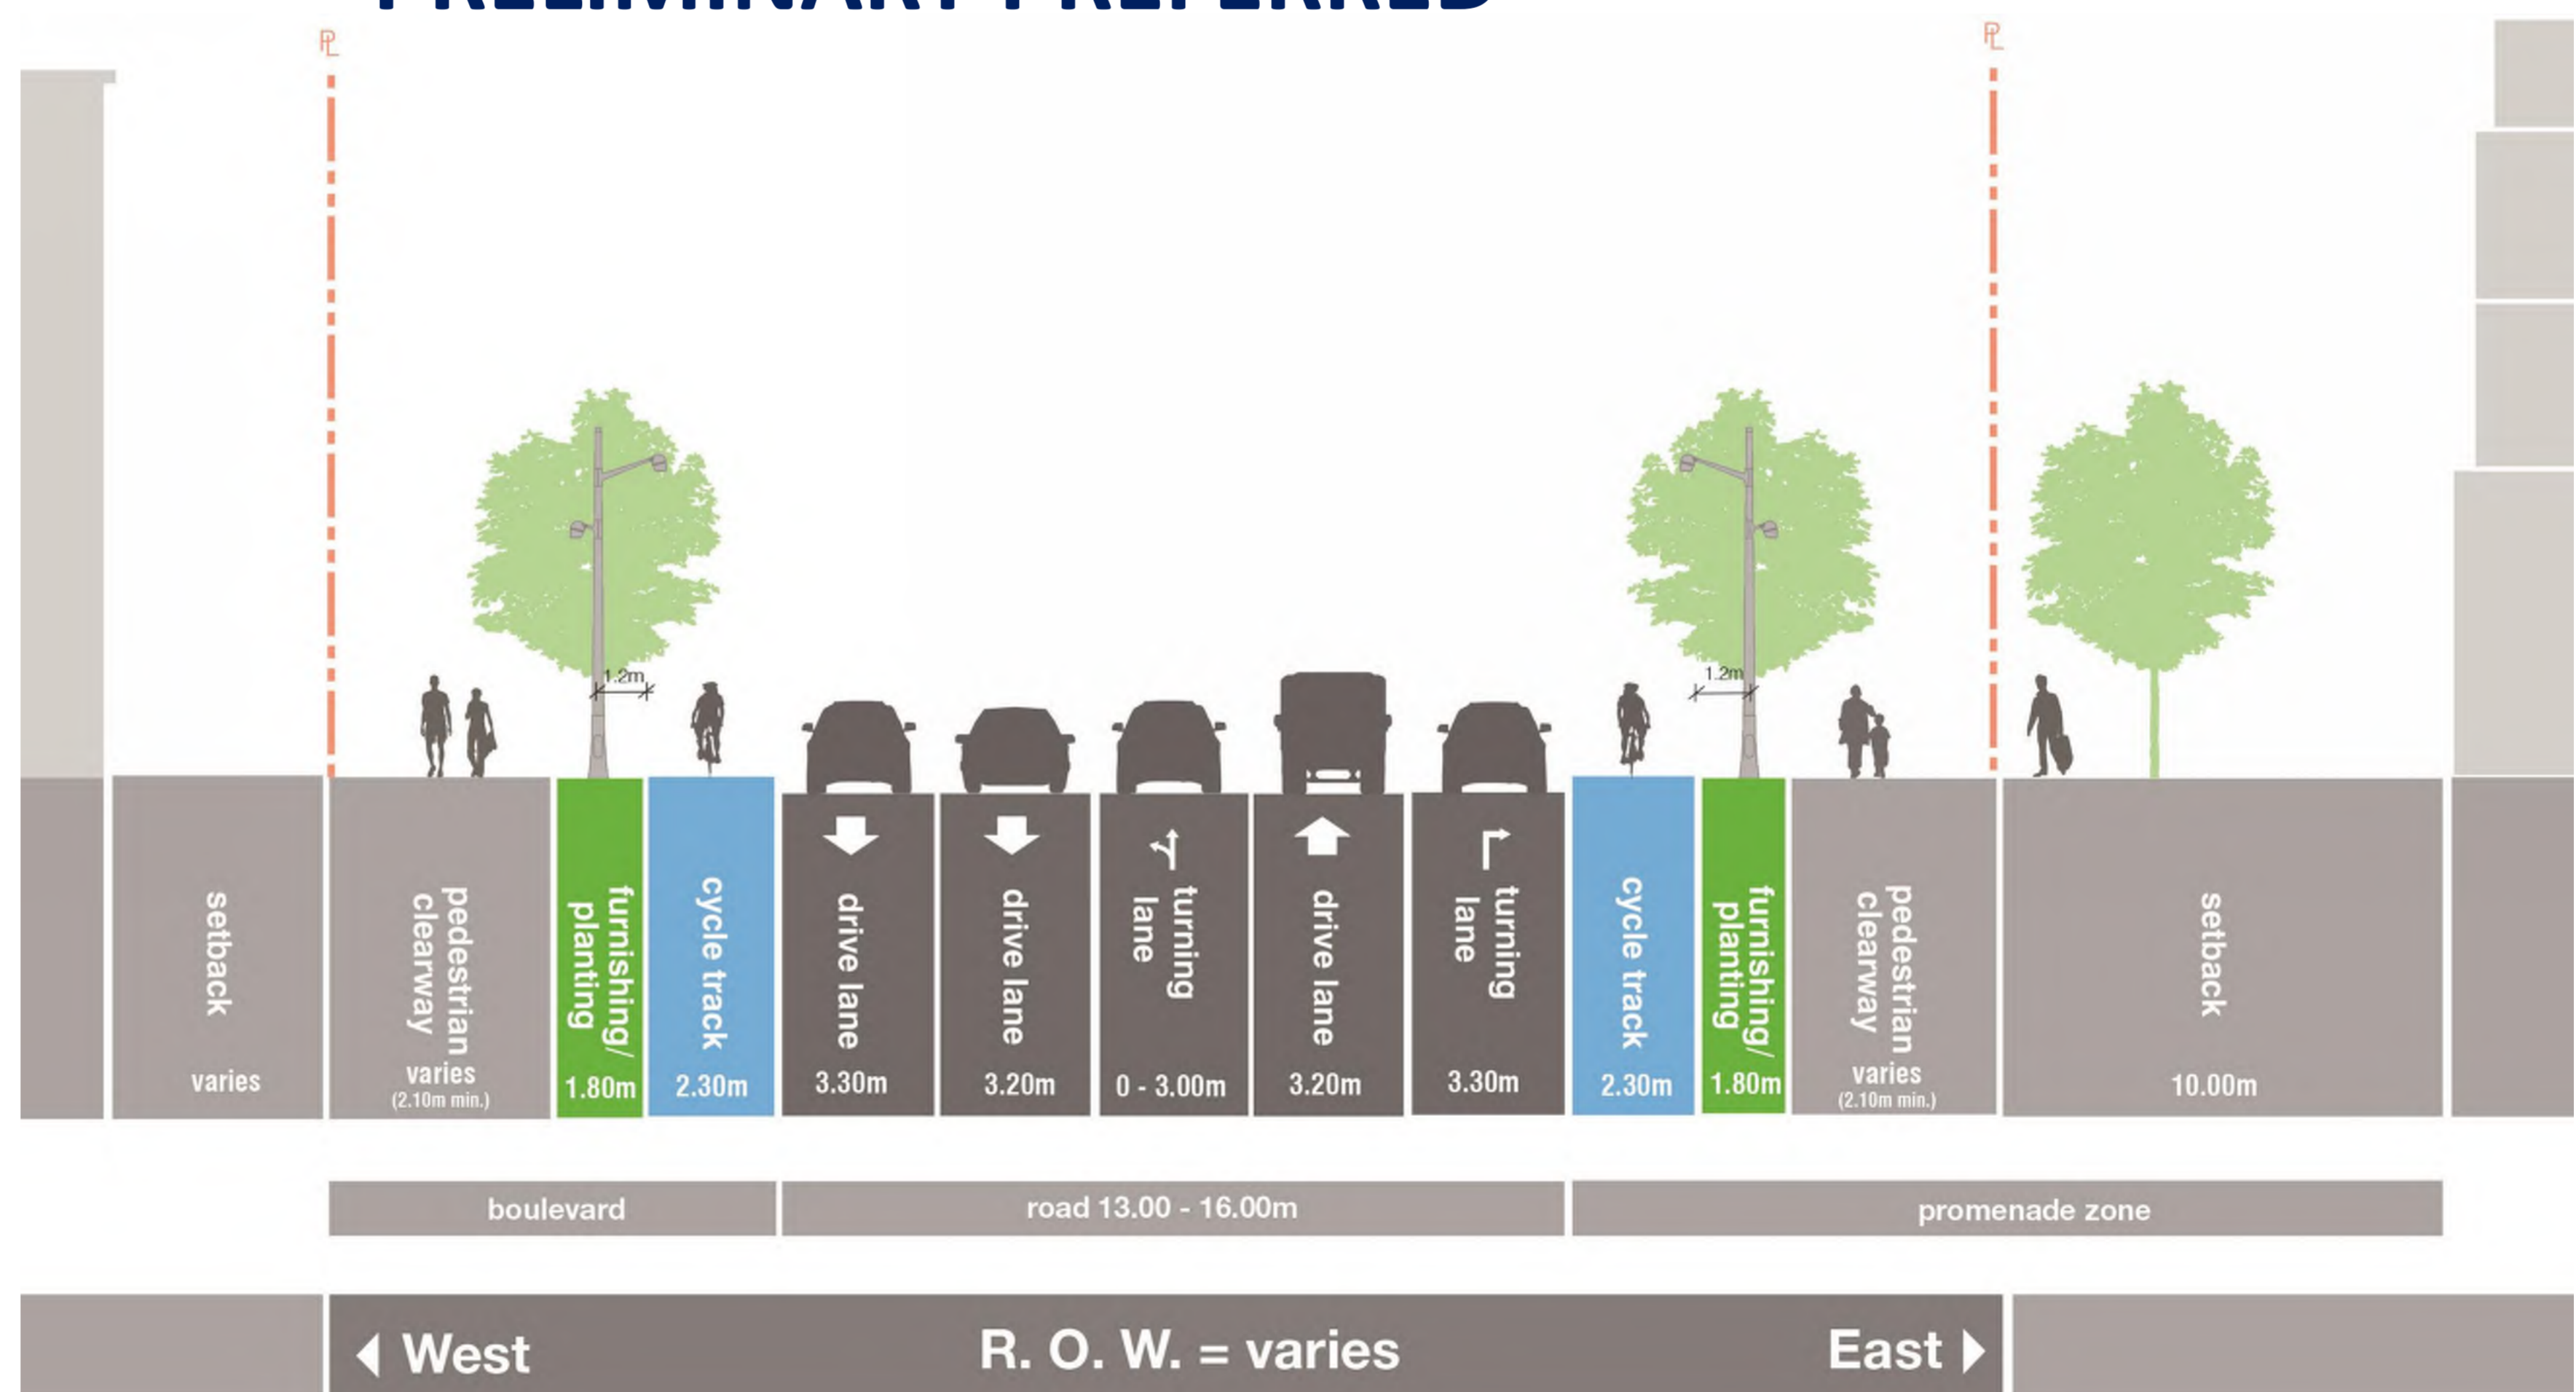 PRELIMINARY PREFERRED
PL
PL
1.2m
1.2m
setback
varies
pedestrian
clearway
varies
(2.10m min.)
furnishing/
planting
1.80m
cycle track
2.30m
drive lane
3.30m
drive lane
3.20m
turning
lane
0 - 3.00m
drive lane
3.20m
turning
lane
3.30m
cycle track
2.30m
furnishing/
planting
1.80m
pedestrian
clearway
varies
(2.10m min.)
setback
10.00m
boulevard
road 13.00 - 16.00m
promenade zone
West
R. O. W. = varies
East